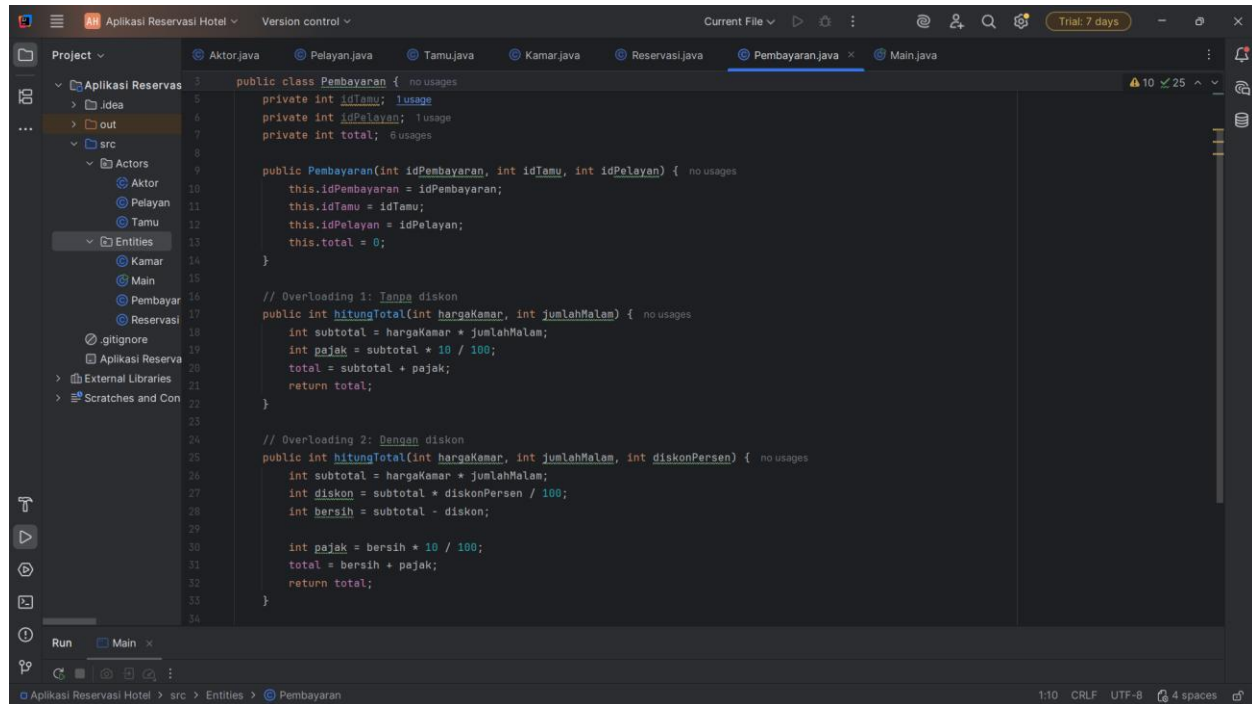 AH Aplikasi Reservasi Hotel Version control Current File Trial: 7 days
Project
Aktor.java Pelayan.java Tamu.java Kamar.java Reservasi.java Pembayaran.java Main.java
Aplikasi Reservas
.idea
out
src
Actors
Aktor
Pelayan
Tamu
Entities
Kamar
Main
Pembayar
Reservasi
.gitignore
Aplikasi Reserva
External Libraries
Scratches and Con
10 25
3 public class Pembayaran { no usages
5 private int idTamu; 1 usage
6 private int idPelayan; 1 usage
7 private int total; 6 usages
8
9 public Pembayaran(int idPembayaran, int idTamu, int idPelayan) { no usages
10 this.idPembayaran = idPembayaran;
11 this.idTamu = idTamu;
12 this.idPelayan = idPelayan;
13 this.total = 0;
14 }
15
16 // Overloading 1: Tanpa diskon
17 public int hitungTotal(int hargaKamar, int jumlahMalam) { no usages
18 int subtotal = hargaKamar * jumlahMalam;
19 int pajak = subtotal * 10 / 100;
20 total = subtotal + pajak;
21 return total;
22 }
23
24 // Overloading 2: Dengan diskon
25 public int hitungTotal(int hargaKamar, int jumlahMalam, int diskonPersen) { no usages
26 int subtotal = hargaKamar * jumlahMalam;
27 int diskon = subtotal * diskonPersen / 100;
28 int bersih = subtotal - diskon;
29
30 int pajak = bersih * 10 / 100;
31 total = bersih + pajak;
32 return total;
33 }
34
Run Main
Aplikasi Reservasi Hotel > src > Entities > Pembayaran 1:10 CRLF UTF-8 4 spaces